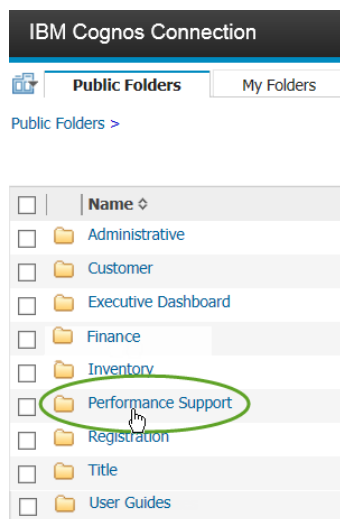 IBM Cognos Connection
Public Folders My Folders
Public Folders >
Name
Administrative
Customer
Executive Dashboard
Finance
Inventory
Performance Support
Registration
Title
User Guides